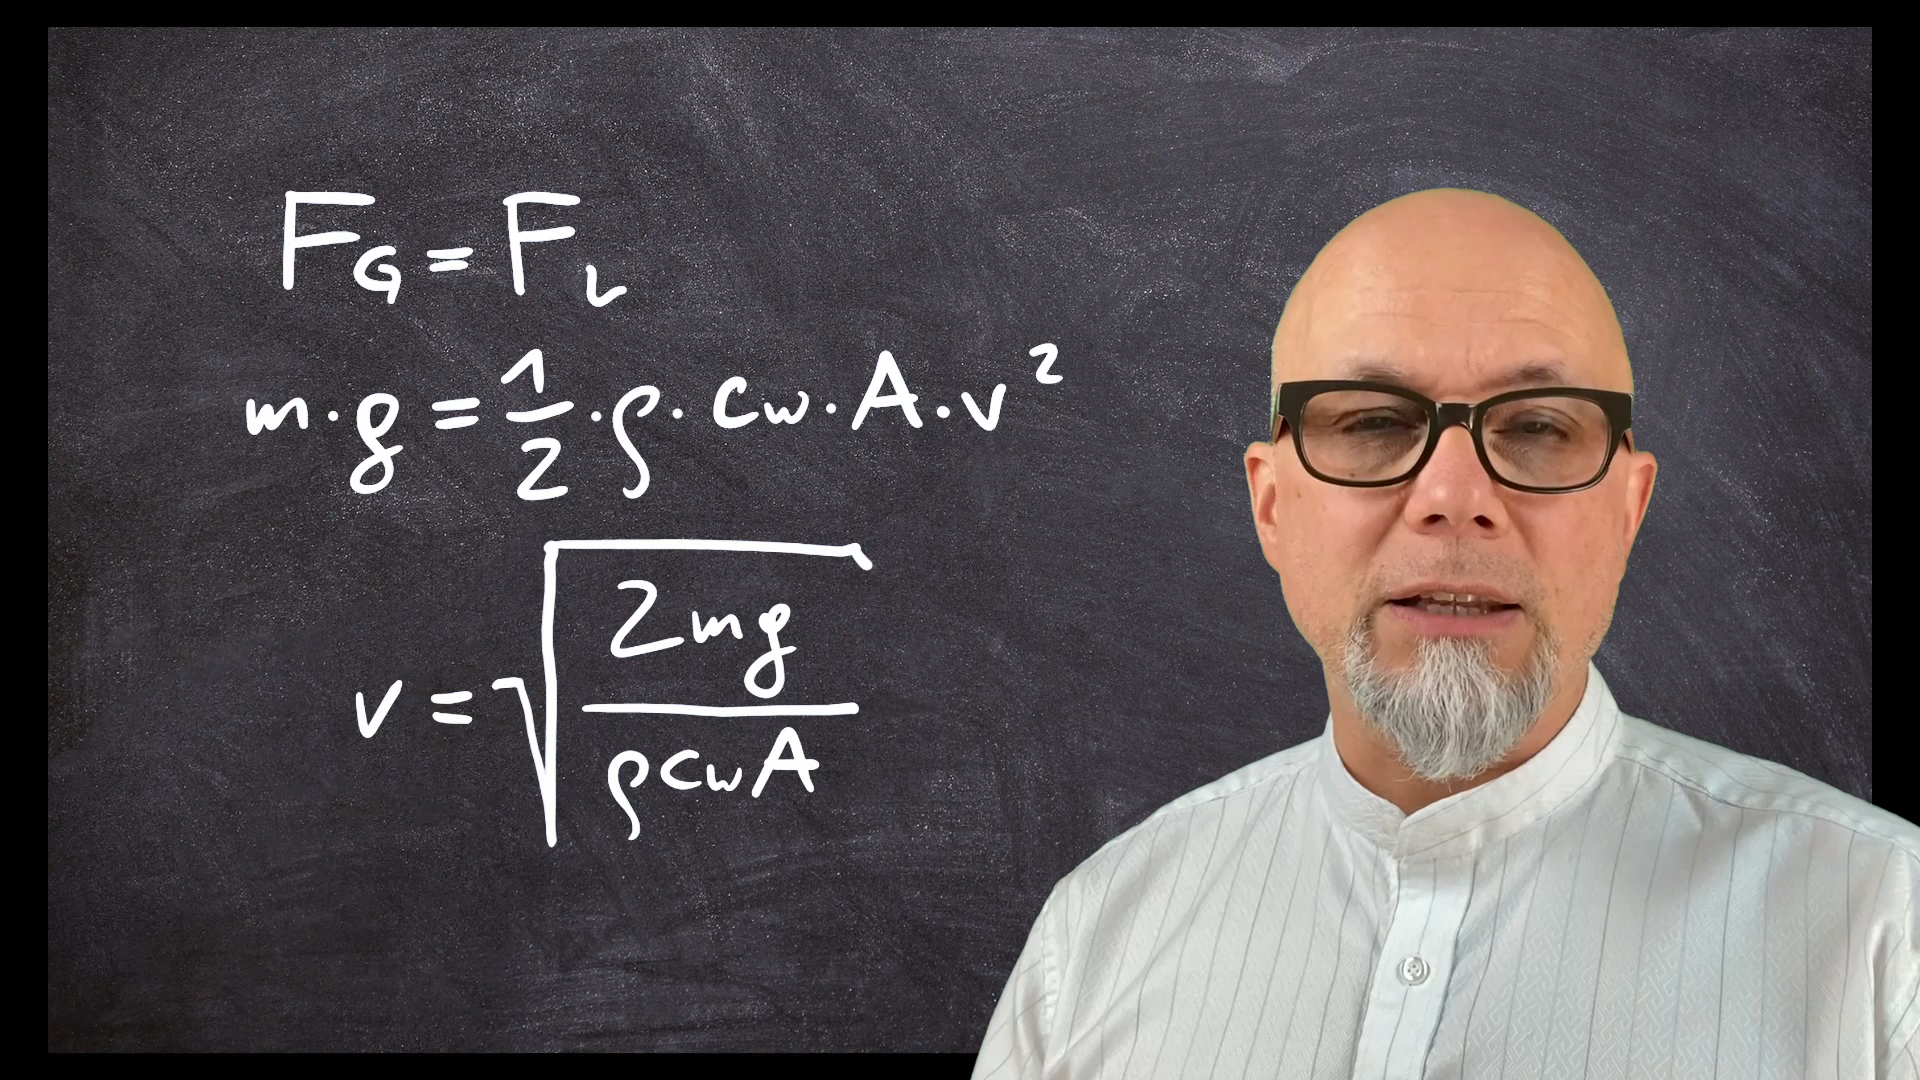 F_G = F_L
m · g = 1/2 · ρ · cw · A · v²
v = √(2mg / ρcwA)